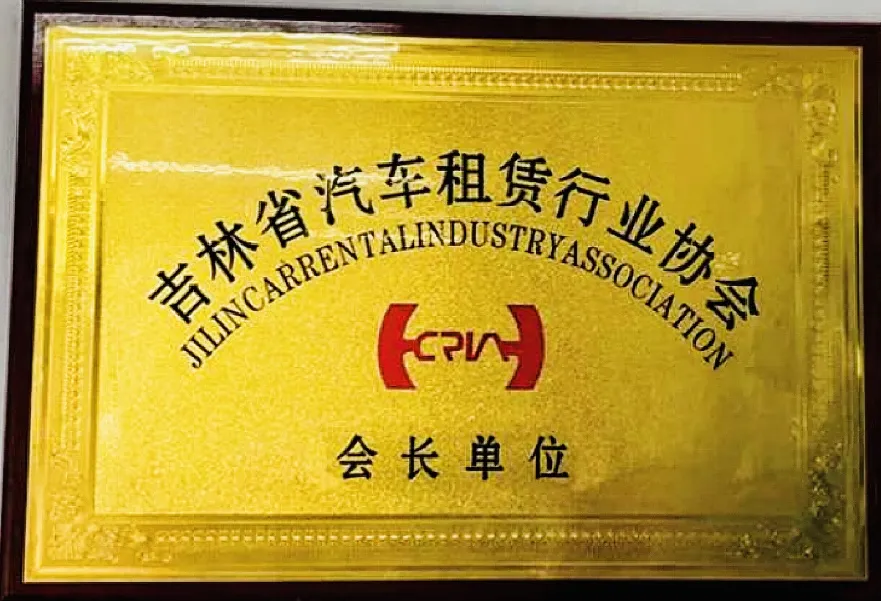 吉林省汽车租赁行业协会
JILINCARRENTALINDUSTRYASSOCIATION
CRIA
会长单位